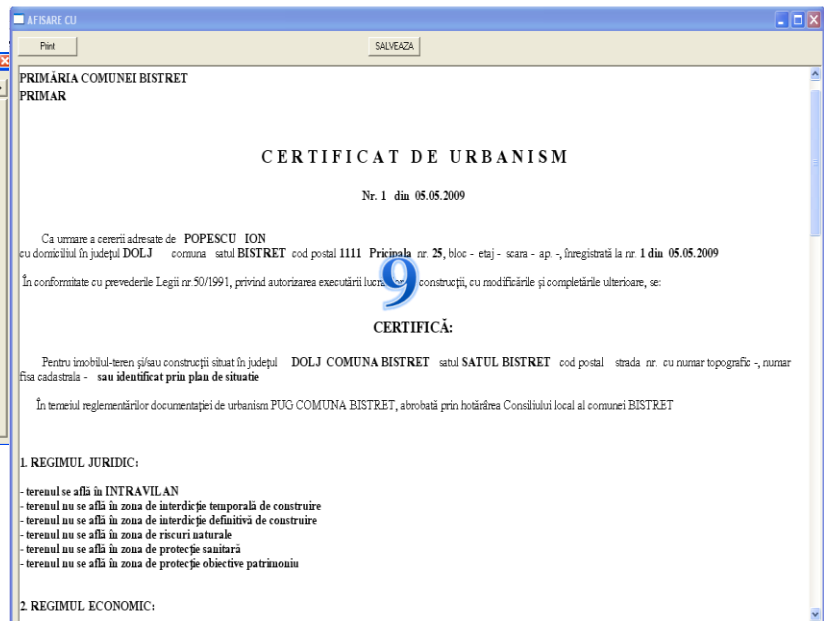 AFISARE CU
Print
SALVEAZA
PRIMĂRIA COMUNEI BISTRET
PRIMAR
CERTIFICAT DE URBANISM
Nr. 1 din 05.05.2009
Ca urmare a cererii adresate de POPESCU ION
cu domiciliul în județul DOLJ comuna satul BISTRET cod postal 1111 Pricipala nr. 25, bloc - etaj - scara - ap. -, înregistrată la nr. 1 din 05.05.2009
În conformitate cu prevederile Legii nr.50/1991, privind autorizarea executării construcții, cu modificările și completările ulterioare, se:
9
CERTIFICĂ:
Pentru imobilul-teren și/sau construcții situat în județul DOLJ COMUNA BISTRET satul SATUL BISTRET cod postal strada nr. cu numar topografic -, numar
fisa cadastrala - sau identificat prin plan de situatie
În temeiul reglementărilor documentației de urbanism PUG COMUNA BISTRET, abrobată prin hotărârea Consiliului local al comunei BISTRET
1. REGIMUL JURIDIC:
- terenul se află în INTRAVILAN
- terenul nu se află în zona de interdicție temporală de construire
- terenul nu se află în zona de interdicție definitivă de construire
- terenul nu se află în zona de riscuri naturale
- terenul nu se află în zona de protecție sanitară
- terenul nu se află în zona de protecție obiective patrimoniu
2. REGIMUL ECONOMIC: